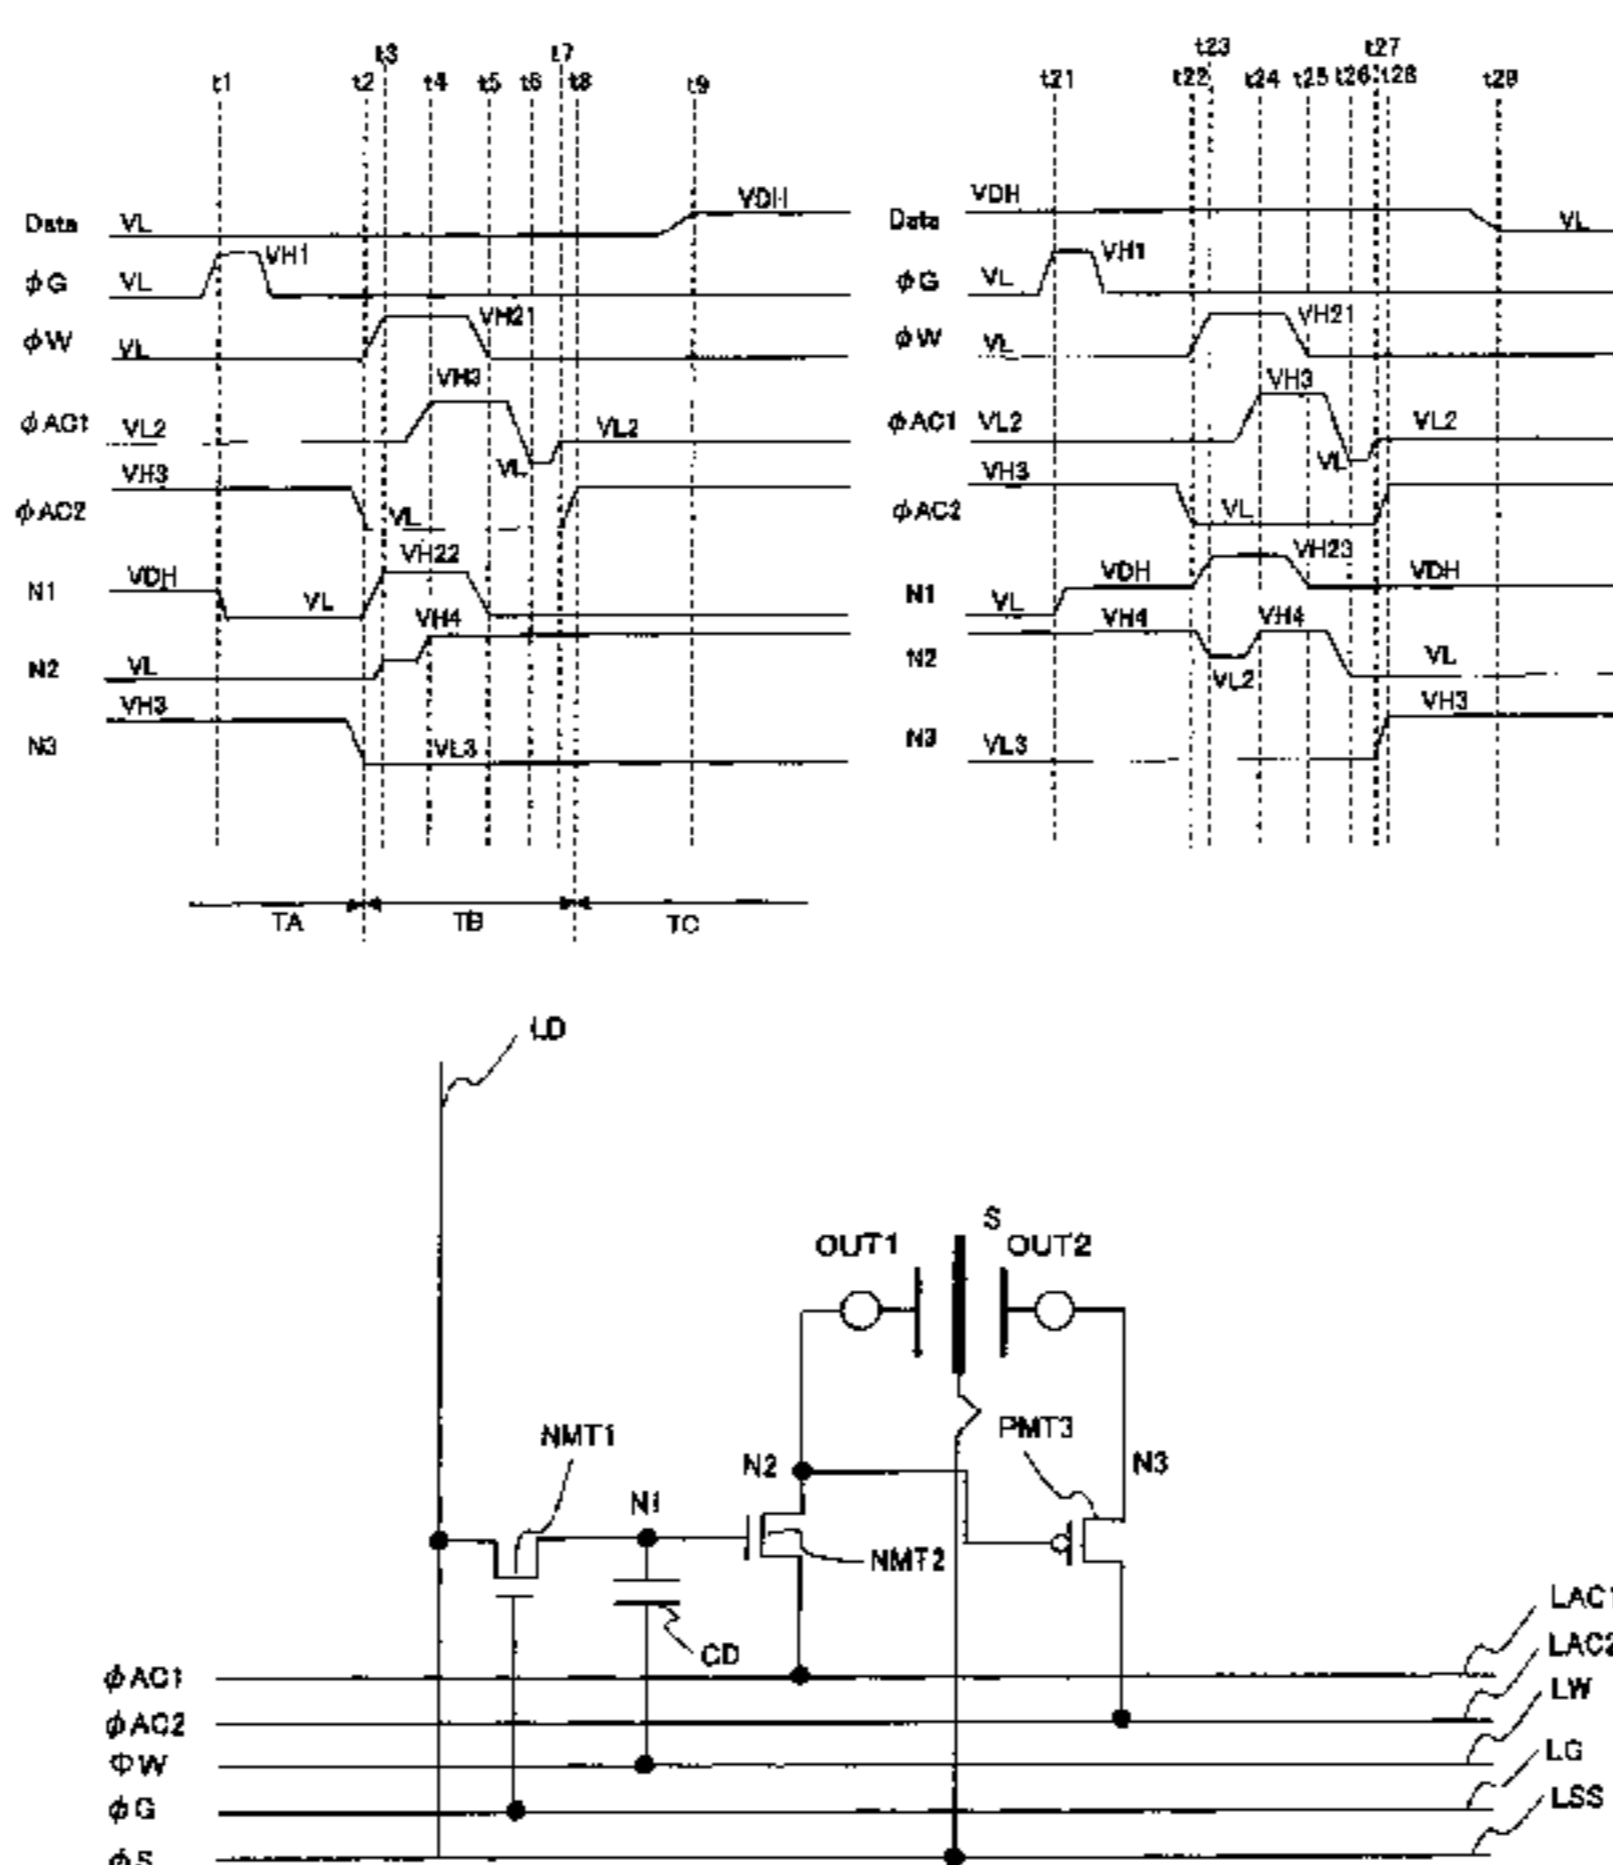 t3 t7 t23 t27
t1 t2 t4 t5 t6 t8 t9 t21 t22 t24 t25 t26 t28 t29
Data VL VDH Data VDH VL
φG VL VH1 φG VL VH1
φW VL VH21 φW VL VH21
φAC1 VL2 VH3 VL VL2 φAC1 VL2 VH3 VL VL2
φAC2 VH3 VL φAC2 VH3 VL
N1 VDH VL VH22 N1 VL VDH VH23 VDH
N2 VL VH4 N2 VH4 VL2 VH4 VL
N3 VH3 VL3 N3 VL3 VH3
TA TB TC
LD
S
OUT1 OUT2
NMT1 PMT3
N1 N2 N3
NMT2
CD
LAC1
LAC2
φAC1 LW
φAC2
ΦW LG
φG LSS
φS